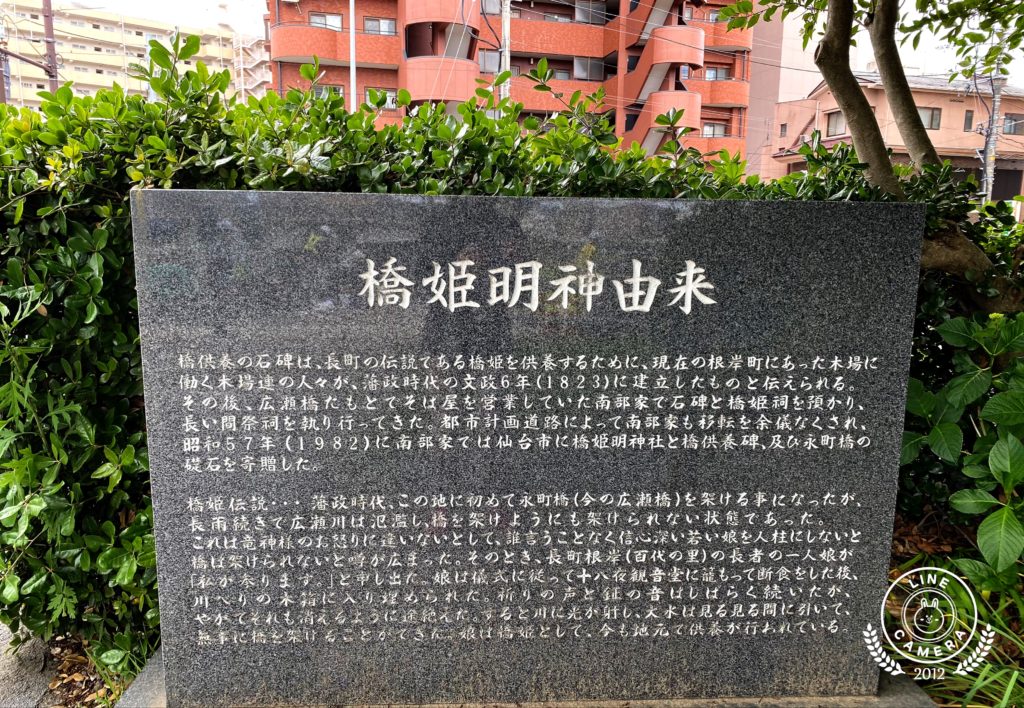 橋姫明神由来
橋供養の石碑は、長町の伝説である橋姫を供養するために、現在の根岸町にあった木場に
働く木場連の人々が、藩政時代の文政6年(1823)に建立したものと伝えられる。
その後、広瀬橋たもとてそば屋を営業していた南部家で石碑と橋姫祠を預かり、
長い間祭祠を執り行ってきた。都市計画道路によって南部家も移転を余儀なくされ、
昭和57年(1982)に南部家では仙台市に橋姫明神社と橋供養碑、及び永町橋の
礎石を寄贈した。
橋姫伝説・・・藩政時代、この地に初めて永町橋(今の広瀬橋)を架ける事になったが、
長雨続きで広瀬川は氾濫し、橋を架けようにも架けられない状態であった。
これは竜神様のお怒りに違いないとして、誰言うことなく信心深い若い娘を人柱にしないと
橋は架けられないと噂が広まった。そのとき、長町根岸(百代の里)の長者の一人娘が
「私が参ります。」と申し出た。娘は儀式に従って十八夜観音堂に籠もって断食をした後、
川べりの木箱に入り埋められた。祈りの声と鉦の音はしばらく続いたが、
やがてそれも消えるように途絶えた。すると川に光が射し、大水は見る見る間に引いて、
無事に橋を架けることができた。娘は橋姫として、今も地元で供養が行われている。
LINE
CAMERA
2012